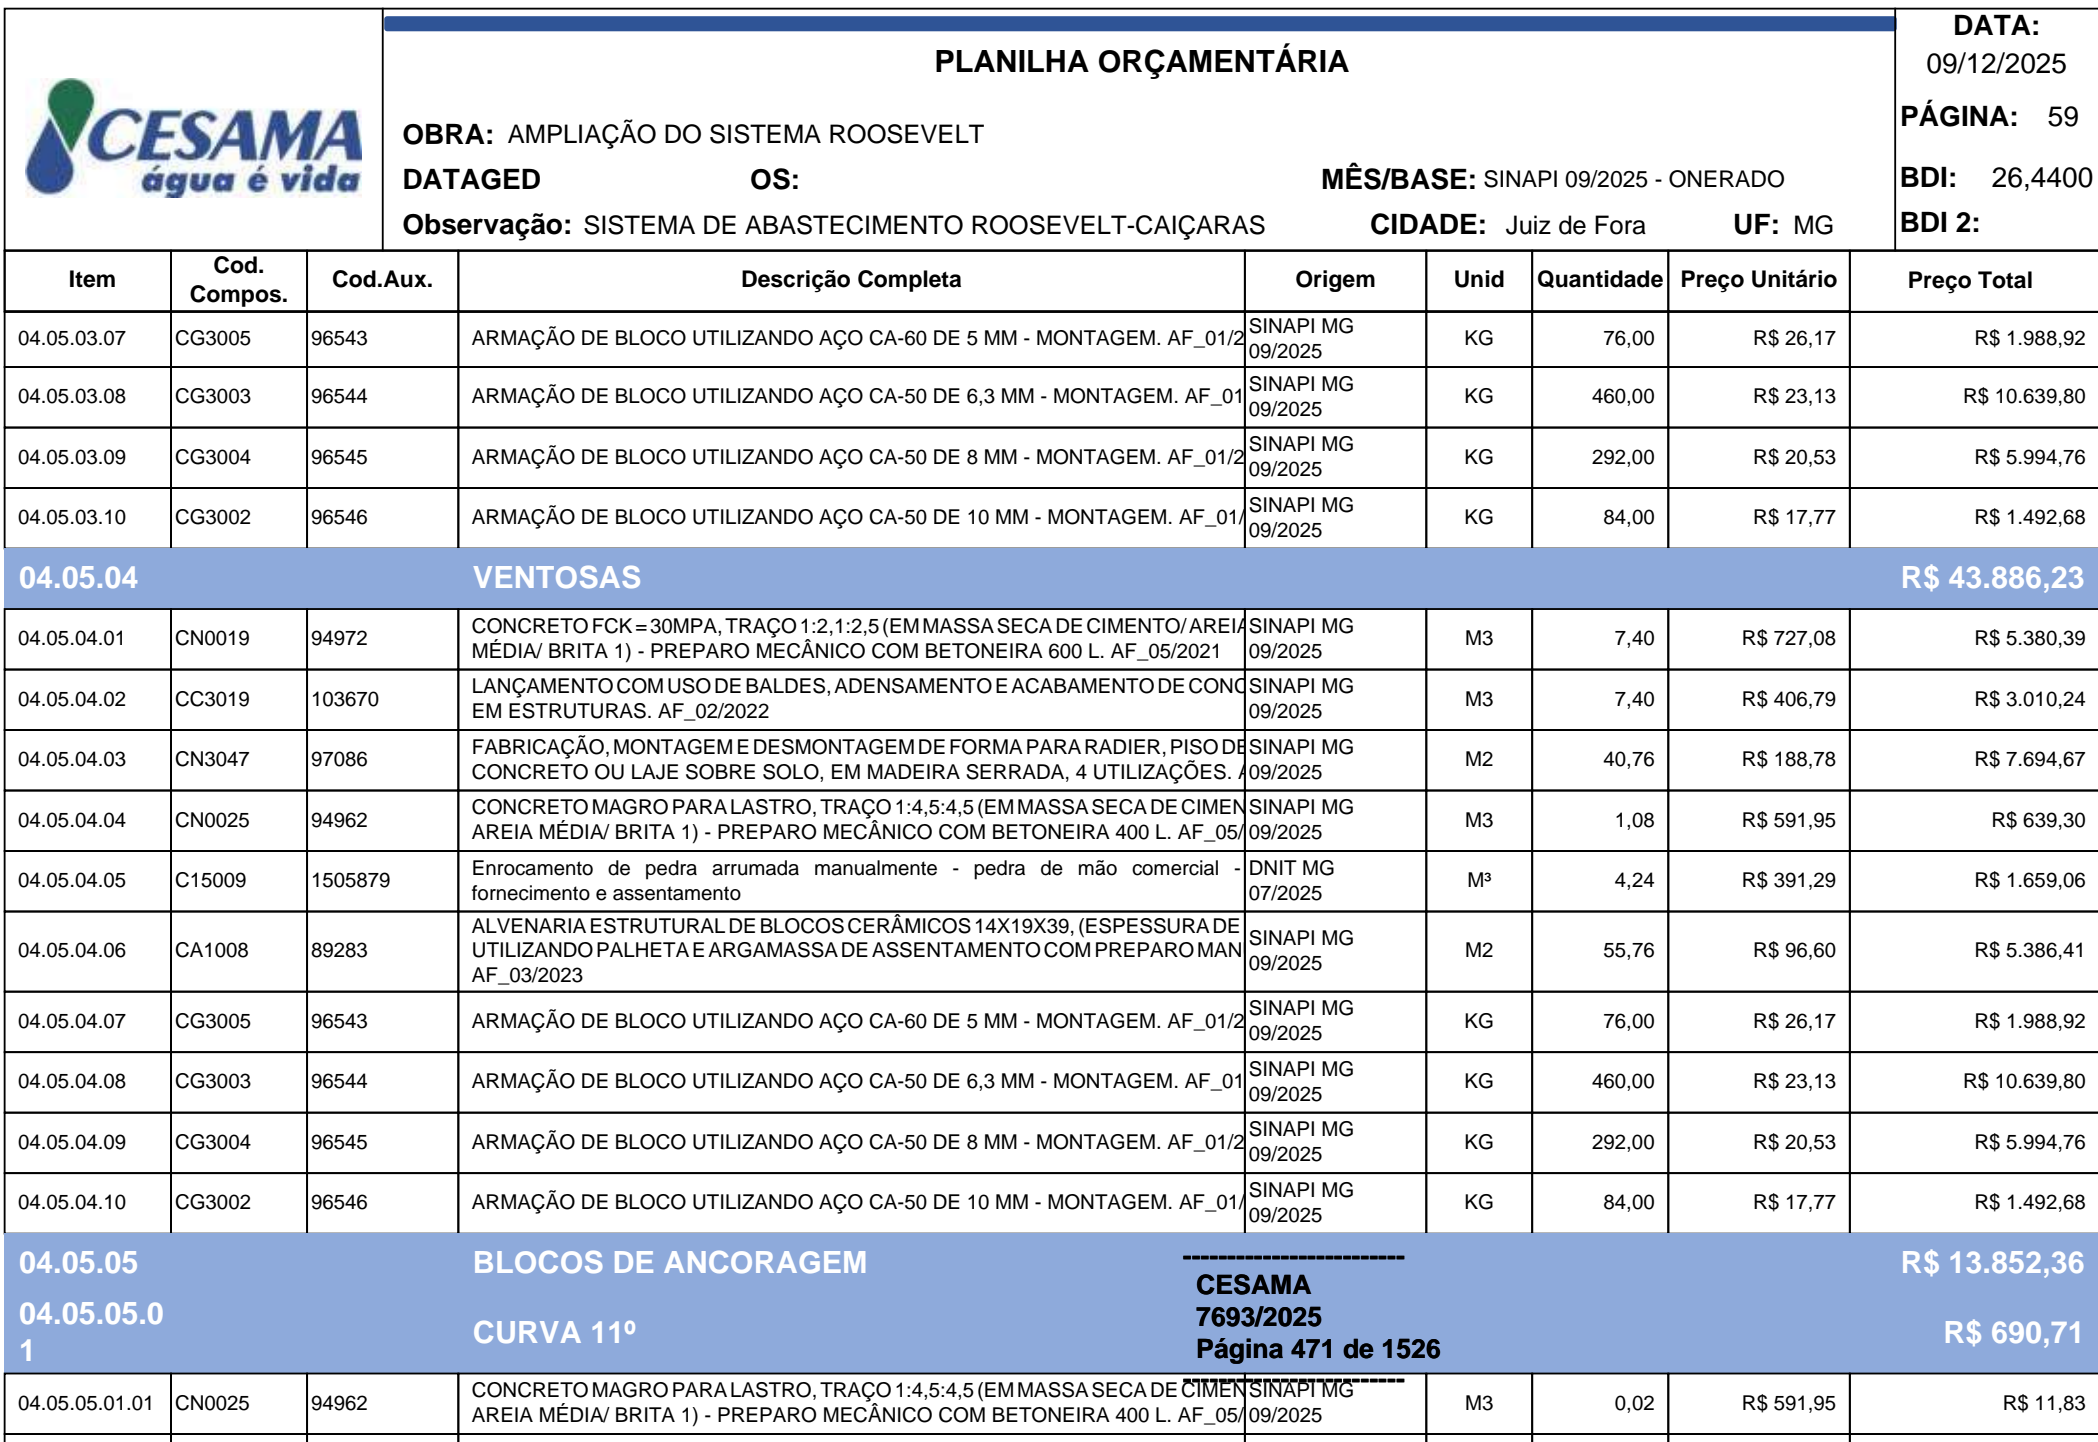 CESAMA
água é vida
PLANILHA ORÇAMENTÁRIA
OBRA: AMPLIAÇÃO DO SISTEMA ROOSEVELT
DATAGED OS: MÊS/BASE: SINAPI 09/2025 - ONERADO
Observação: SISTEMA DE ABASTECIMENTO ROOSEVELT-CAIÇARAS CIDADE: Juiz de Fora UF: MG
DATA:
09/12/2025
PÁGINA: 59
BDI: 26,4400
BDI 2:
Item Cod. Compos. Cod.Aux. Descrição Completa Origem Unid Quantidade Preço Unitário Preço Total
04.05.03.07 CG3005 96543 ARMAÇÃO DE BLOCO UTILIZANDO AÇO CA-60 DE 5 MM - MONTAGEM. AF_01/2 SINAPI MG 09/2025 KG 76,00 R$ 26,17 R$ 1.988,92
04.05.03.08 CG3003 96544 ARMAÇÃO DE BLOCO UTILIZANDO AÇO CA-50 DE 6,3 MM - MONTAGEM. AF_01 SINAPI MG 09/2025 KG 460,00 R$ 23,13 R$ 10.639,80
04.05.03.09 CG3004 96545 ARMAÇÃO DE BLOCO UTILIZANDO AÇO CA-50 DE 8 MM - MONTAGEM. AF_01/2 SINAPI MG 09/2025 KG 292,00 R$ 20,53 R$ 5.994,76
04.05.03.10 CG3002 96546 ARMAÇÃO DE BLOCO UTILIZANDO AÇO CA-50 DE 10 MM - MONTAGEM. AF_01/ SINAPI MG 09/2025 KG 84,00 R$ 17,77 R$ 1.492,68
04.05.04 VENTOSAS R$ 43.886,23
04.05.04.01 CN0019 94972 CONCRETO FCK = 30MPA, TRAÇO 1:2,1:2,5 (EM MASSA SECA DE CIMENTO/ AREIA
MÉDIA/ BRITA 1) - PREPARO MECÂNICO COM BETONEIRA 600 L. AF_05/2021 SINAPI MG 09/2025 M3 7,40 R$ 727,08 R$ 5.380,39
04.05.04.02 CC3019 103670 LANÇAMENTO COM USO DE BALDES, ADENSAMENTO E ACABAMENTO DE CONC
EM ESTRUTURAS. AF_02/2022 SINAPI MG 09/2025 M3 7,40 R$ 406,79 R$ 3.010,24
04.05.04.03 CN3047 97086 FABRICAÇÃO, MONTAGEM E DESMONTAGEM DE FORMA PARA RADIER, PISO DE
CONCRETO OU LAJE SOBRE SOLO, EM MADEIRA SERRADA, 4 UTILIZAÇÕES. A SINAPI MG 09/2025 M2 40,76 R$ 188,78 R$ 7.694,67
04.05.04.04 CN0025 94962 CONCRETO MAGRO PARA LASTRO, TRAÇO 1:4,5:4,5 (EM MASSA SECA DE CIMEN
AREIA MÉDIA/ BRITA 1) - PREPARO MECÂNICO COM BETONEIRA 400 L. AF_05/ SINAPI MG 09/2025 M3 1,08 R$ 591,95 R$ 639,30
04.05.04.05 C15009 1505879 Enrocamento de pedra arrumada manualmente - pedra de mão comercial -
fornecimento e assentamento DNIT MG 07/2025 M³ 4,24 R$ 391,29 R$ 1.659,06
04.05.04.06 CA1008 89283 ALVENARIA ESTRUTURAL DE BLOCOS CERÂMICOS 14X19X39, (ESPESSURA DE
UTILIZANDO PALHETA E ARGAMASSA DE ASSENTAMENTO COM PREPARO MAN
AF_03/2023 SINAPI MG 09/2025 M2 55,76 R$ 96,60 R$ 5.386,41
04.05.04.07 CG3005 96543 ARMAÇÃO DE BLOCO UTILIZANDO AÇO CA-60 DE 5 MM - MONTAGEM. AF_01/2 SINAPI MG 09/2025 KG 76,00 R$ 26,17 R$ 1.988,92
04.05.04.08 CG3003 96544 ARMAÇÃO DE BLOCO UTILIZANDO AÇO CA-50 DE 6,3 MM - MONTAGEM. AF_01 SINAPI MG 09/2025 KG 460,00 R$ 23,13 R$ 10.639,80
04.05.04.09 CG3004 96545 ARMAÇÃO DE BLOCO UTILIZANDO AÇO CA-50 DE 8 MM - MONTAGEM. AF_01/2 SINAPI MG 09/2025 KG 292,00 R$ 20,53 R$ 5.994,76
04.05.04.10 CG3002 96546 ARMAÇÃO DE BLOCO UTILIZANDO AÇO CA-50 DE 10 MM - MONTAGEM. AF_01/ SINAPI MG 09/2025 KG 84,00 R$ 17,77 R$ 1.492,68
04.05.05 BLOCOS DE ANCORAGEM R$ 13.852,36
04.05.05.01 CURVA 11º R$ 690,71
-------------------------
CESAMA
7693/2025
Página 471 de 1526
-------------------------
04.05.05.01.01 CN0025 94962 CONCRETO MAGRO PARA LASTRO, TRAÇO 1:4,5:4,5 (EM MASSA SECA DE CIMEN
AREIA MÉDIA/ BRITA 1) - PREPARO MECÂNICO COM BETONEIRA 400 L. AF_05/ SINAPI MG 09/2025 M3 0,02 R$ 591,95 R$ 11,83